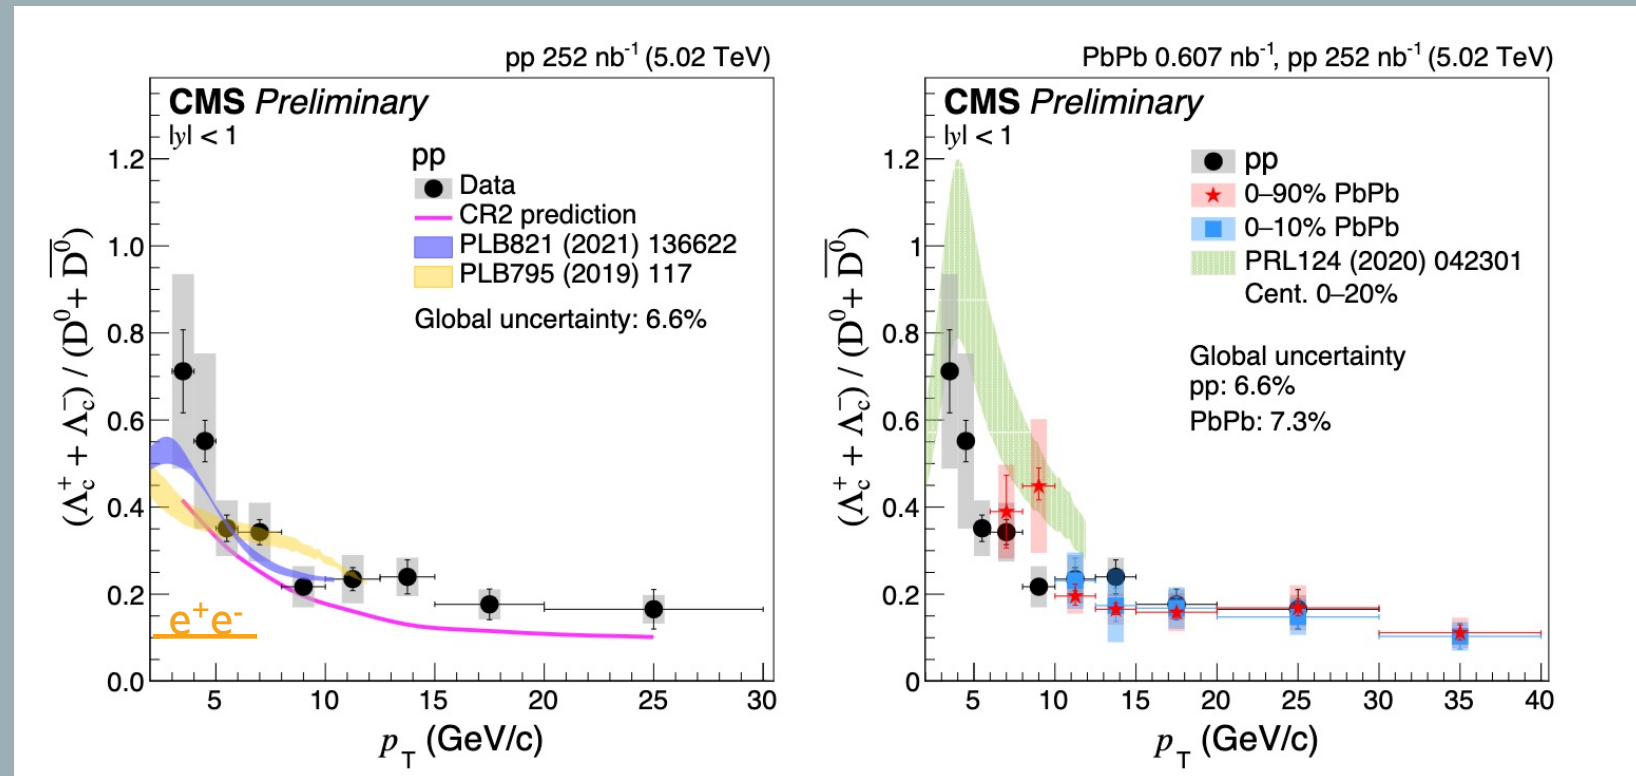 pp 252 nb⁻¹ (5.02 TeV)
CMS Preliminary
|y| < 1
pp
Data
CR2 prediction
PLB821 (2021) 136622
PLB795 (2019) 117
Global uncertainty: 6.6%
e⁺e⁻
(Λc⁺ + Λc⁻) / (D⁰ + D̅⁰)
1.2
1.0
0.8
0.6
0.4
0.2
0.0
5 10 15 20 25 30
pT (GeV/c)
PbPb 0.607 nb⁻¹, pp 252 nb⁻¹ (5.02 TeV)
CMS Preliminary
|y| < 1
pp
0–90% PbPb
0–10% PbPb
PRL124 (2020) 042301
Cent. 0–20%
Global uncertainty
pp: 6.6%
PbPb: 7.3%
(Λc⁺ + Λc⁻) / (D⁰ + D̅⁰)
1.2
1
0.8
0.6
0.4
0.2
0
5 10 15 20 25 30 35 40
pT (GeV/c)